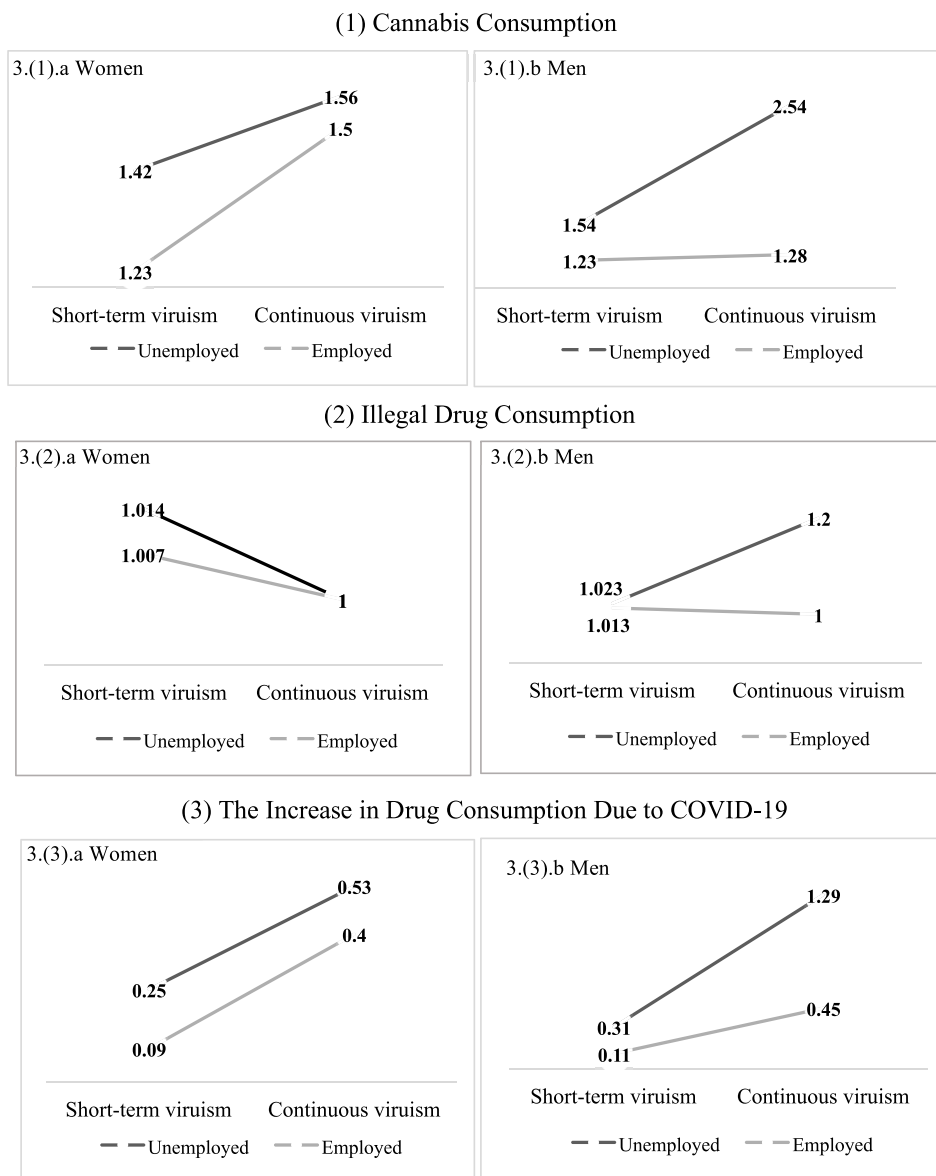 (1) Cannabis Consumption
3.(1).a Women
1.56
1.5
1.42
1.23
Short-term viruism Continuous viruism
Unemployed Employed
3.(1).b Men
2.54
1.54
1.23
1.28
Short-term viruism Continuous viruism
Unemployed Employed
(2) Illegal Drug Consumption
3.(2).a Women
1.014
1.007
1
Short-term viruism Continuous viruism
Unemployed Employed
3.(2).b Men
1.2
1.023
1.013
1
Short-term viruism Continuous viruism
Unemployed Employed
(3) The Increase in Drug Consumption Due to COVID-19
3.(3).a Women
0.53
0.4
0.25
0.09
Short-term viruism Continuous viruism
Unemployed Employed
3.(3).b Men
1.29
0.45
0.31
0.11
Short-term viruism Continuous viruism
Unemployed Employed